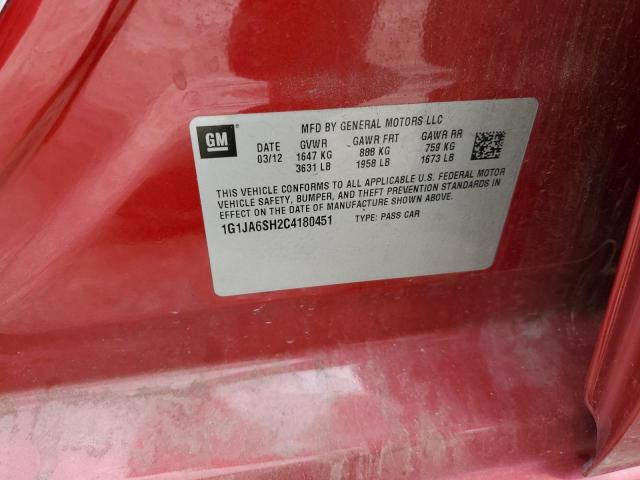 GM
MFD BY GENERAL MOTORS LLC
DATE GVWR GAWR FRT GAWR RR
03/12 1647 KG 888 KG 759 KG
3631 LB 1958 LB 1673 LB
THIS VEHICLE CONFORMS TO ALL APPLICABLE U.S. FEDERAL MOTOR
VEHICLE SAFETY, BUMPER, AND THEFT PREVENTION STANDARDS IN
EFFECT ON THE DATE OF MANUFACTURE SHOWN ABOVE.
1G1JA6SH2C4180451 TYPE: PASS CAR